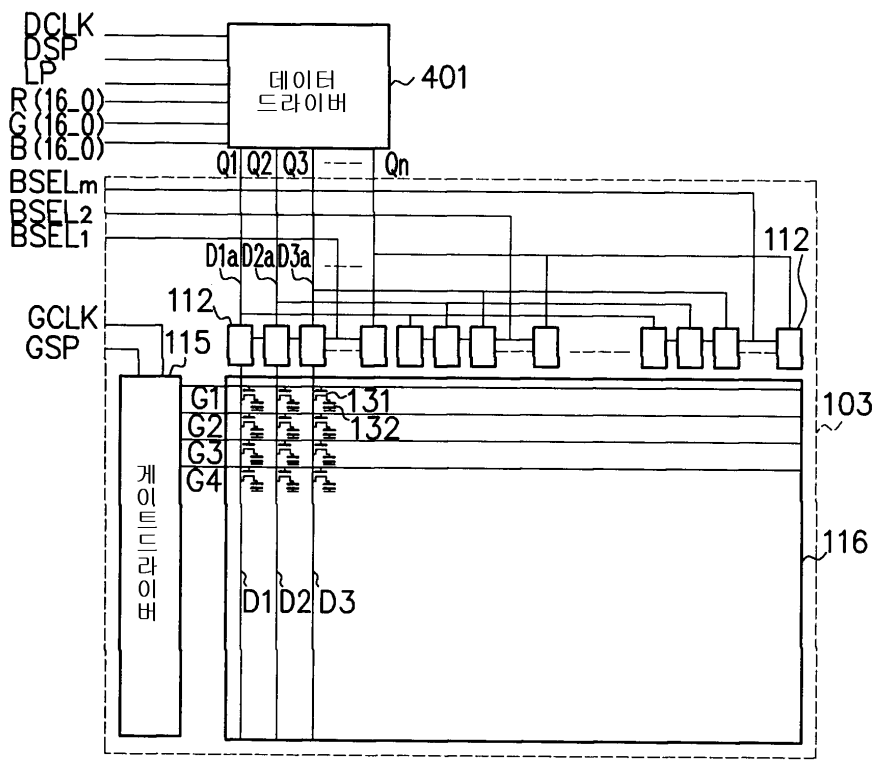 DCLK
DSP
LP
R(16_0)
G(16_0)
B(16_0)
데이터
드라이버
401
Q1 Q2 Q3 Qn
BSELm
BSEL2
BSEL1
D1a D2a D3a
112
112
GCLK
GSP
115
G1
G2
G3
G4
131
132
103
게이트드라이버
116
D1 D2 D3